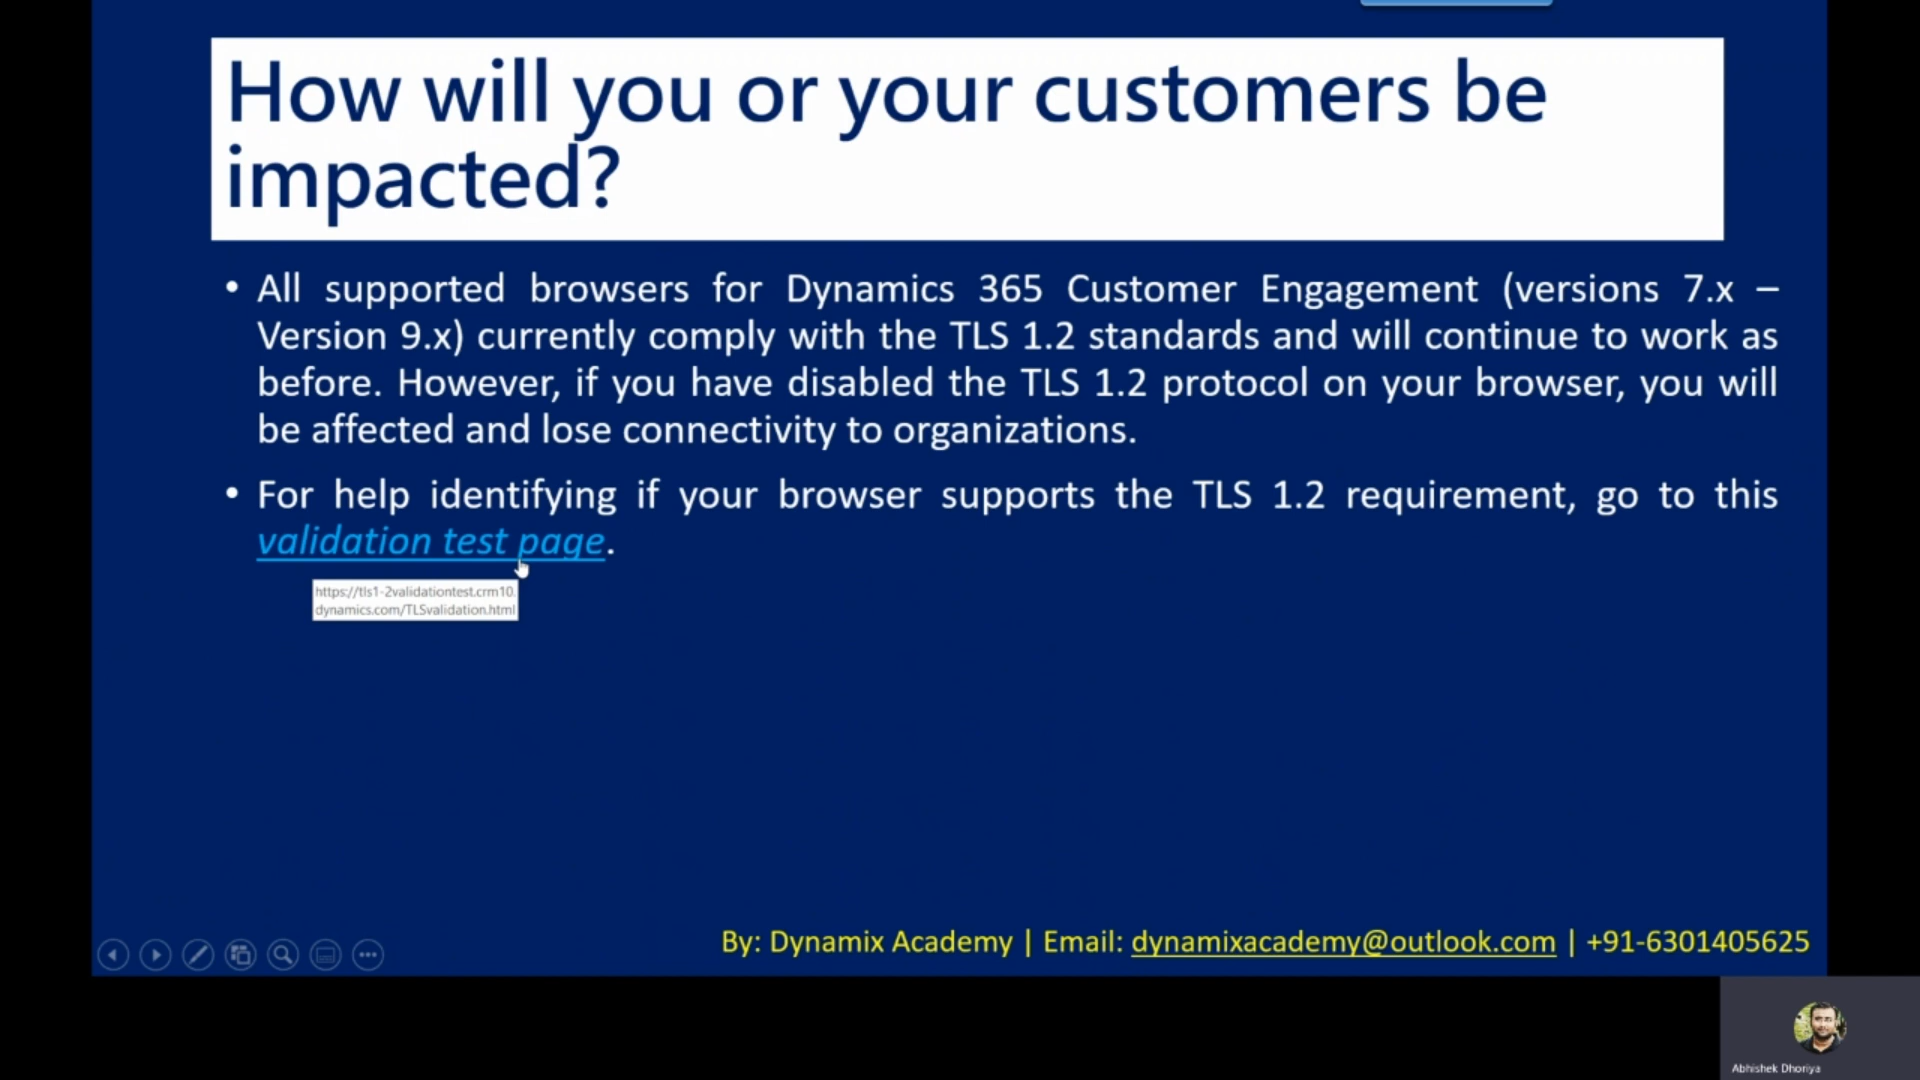 How will you or your customers be
impacted?
• All supported browsers for Dynamics 365 Customer Engagement (versions 7.x –
Version 9.x) currently comply with the TLS 1.2 standards and will continue to work as
before. However, if you have disabled the TLS 1.2 protocol on your browser, you will
be affected and lose connectivity to organizations.
• For help identifying if your browser supports the TLS 1.2 requirement, go to this
validation test page.
https://tls1-2validationtest.crm10.
dynamics.com/TLSvalidation.html
By: Dynamix Academy | Email: dynamixacademy@outlook.com | +91-6301405625
Abhishek Dhoriya